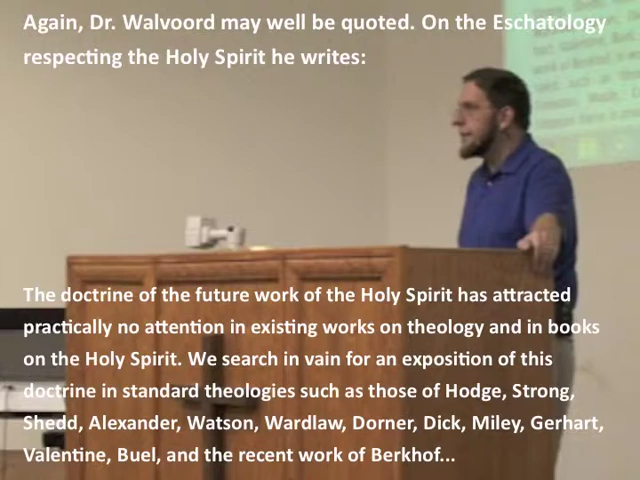 Again, Dr. Walvoord may well be quoted. On the Eschatology
respecting the Holy Spirit he writes:
The doctrine of the future work of the Holy Spirit has attracted
practically no attention in existing works on theology and in books
on the Holy Spirit. We search in vain for an exposition of this
doctrine in standard theologies such as those of Hodge, Strong,
Shedd, Alexander, Watson, Wardlaw, Dorner, Dick, Miley, Gerhart,
Valentine, Buel, and the recent work of Berkhof...